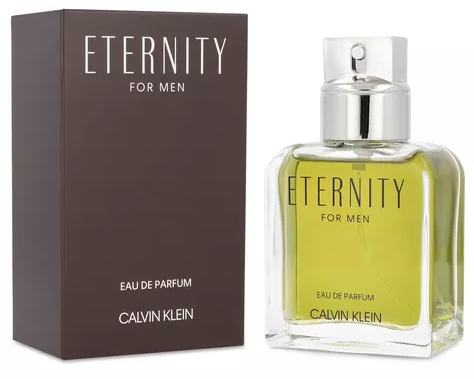 ETERNITY
FOR MEN
EAU DE PARFUM
CALVIN KLEIN
ETERNITY
FOR MEN
EAU DE PARFUM
CALVIN KLEIN